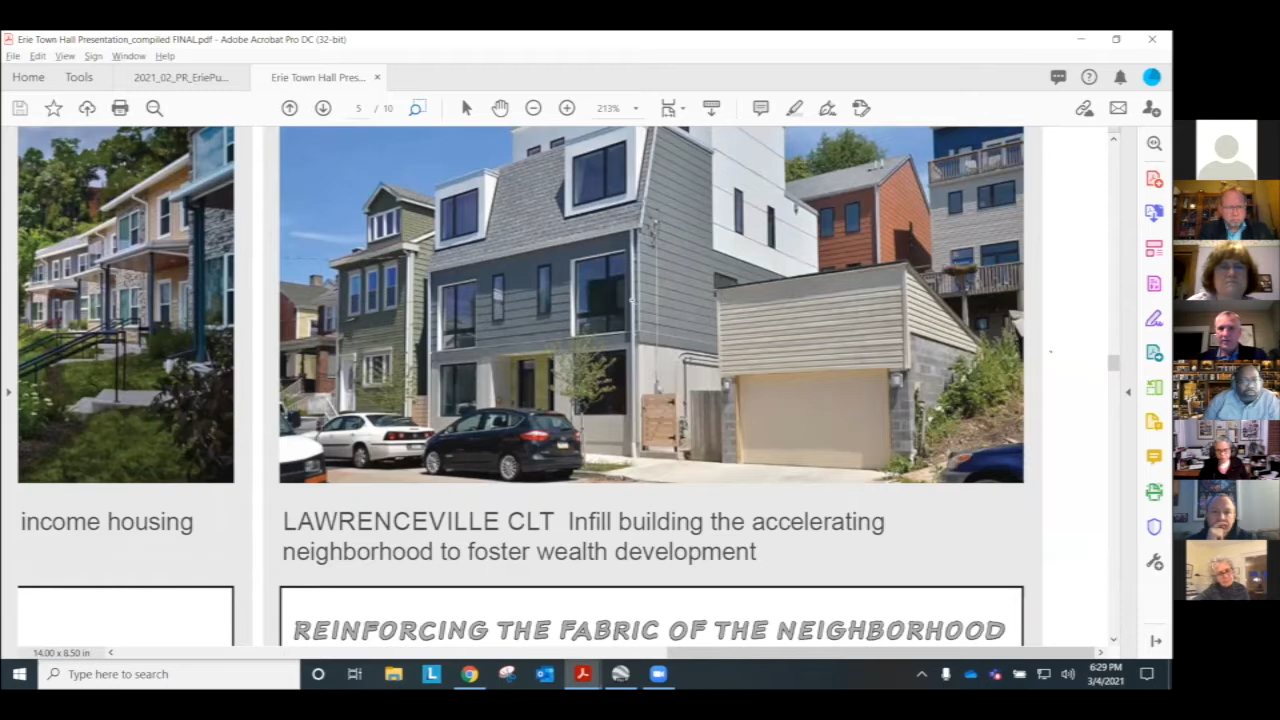 Erie Town Hall Presentation_compiled FINAL.pdf - Adobe Acrobat Pro DC (32-bit)
File Edit View Sign Window Help
Home Tools 2021_02_PR_EriePu... Erie Town Hall Pres... ×
5 / 10 213%
income housing
LAWRENCEVILLE CLT Infill building the accelerating
neighborhood to foster wealth development
REINFORCING THE FABRIC OF THE NEIGHBORHOOD
14.00 x 8.50 in
Type here to search
6:29 PM
3/4/2021